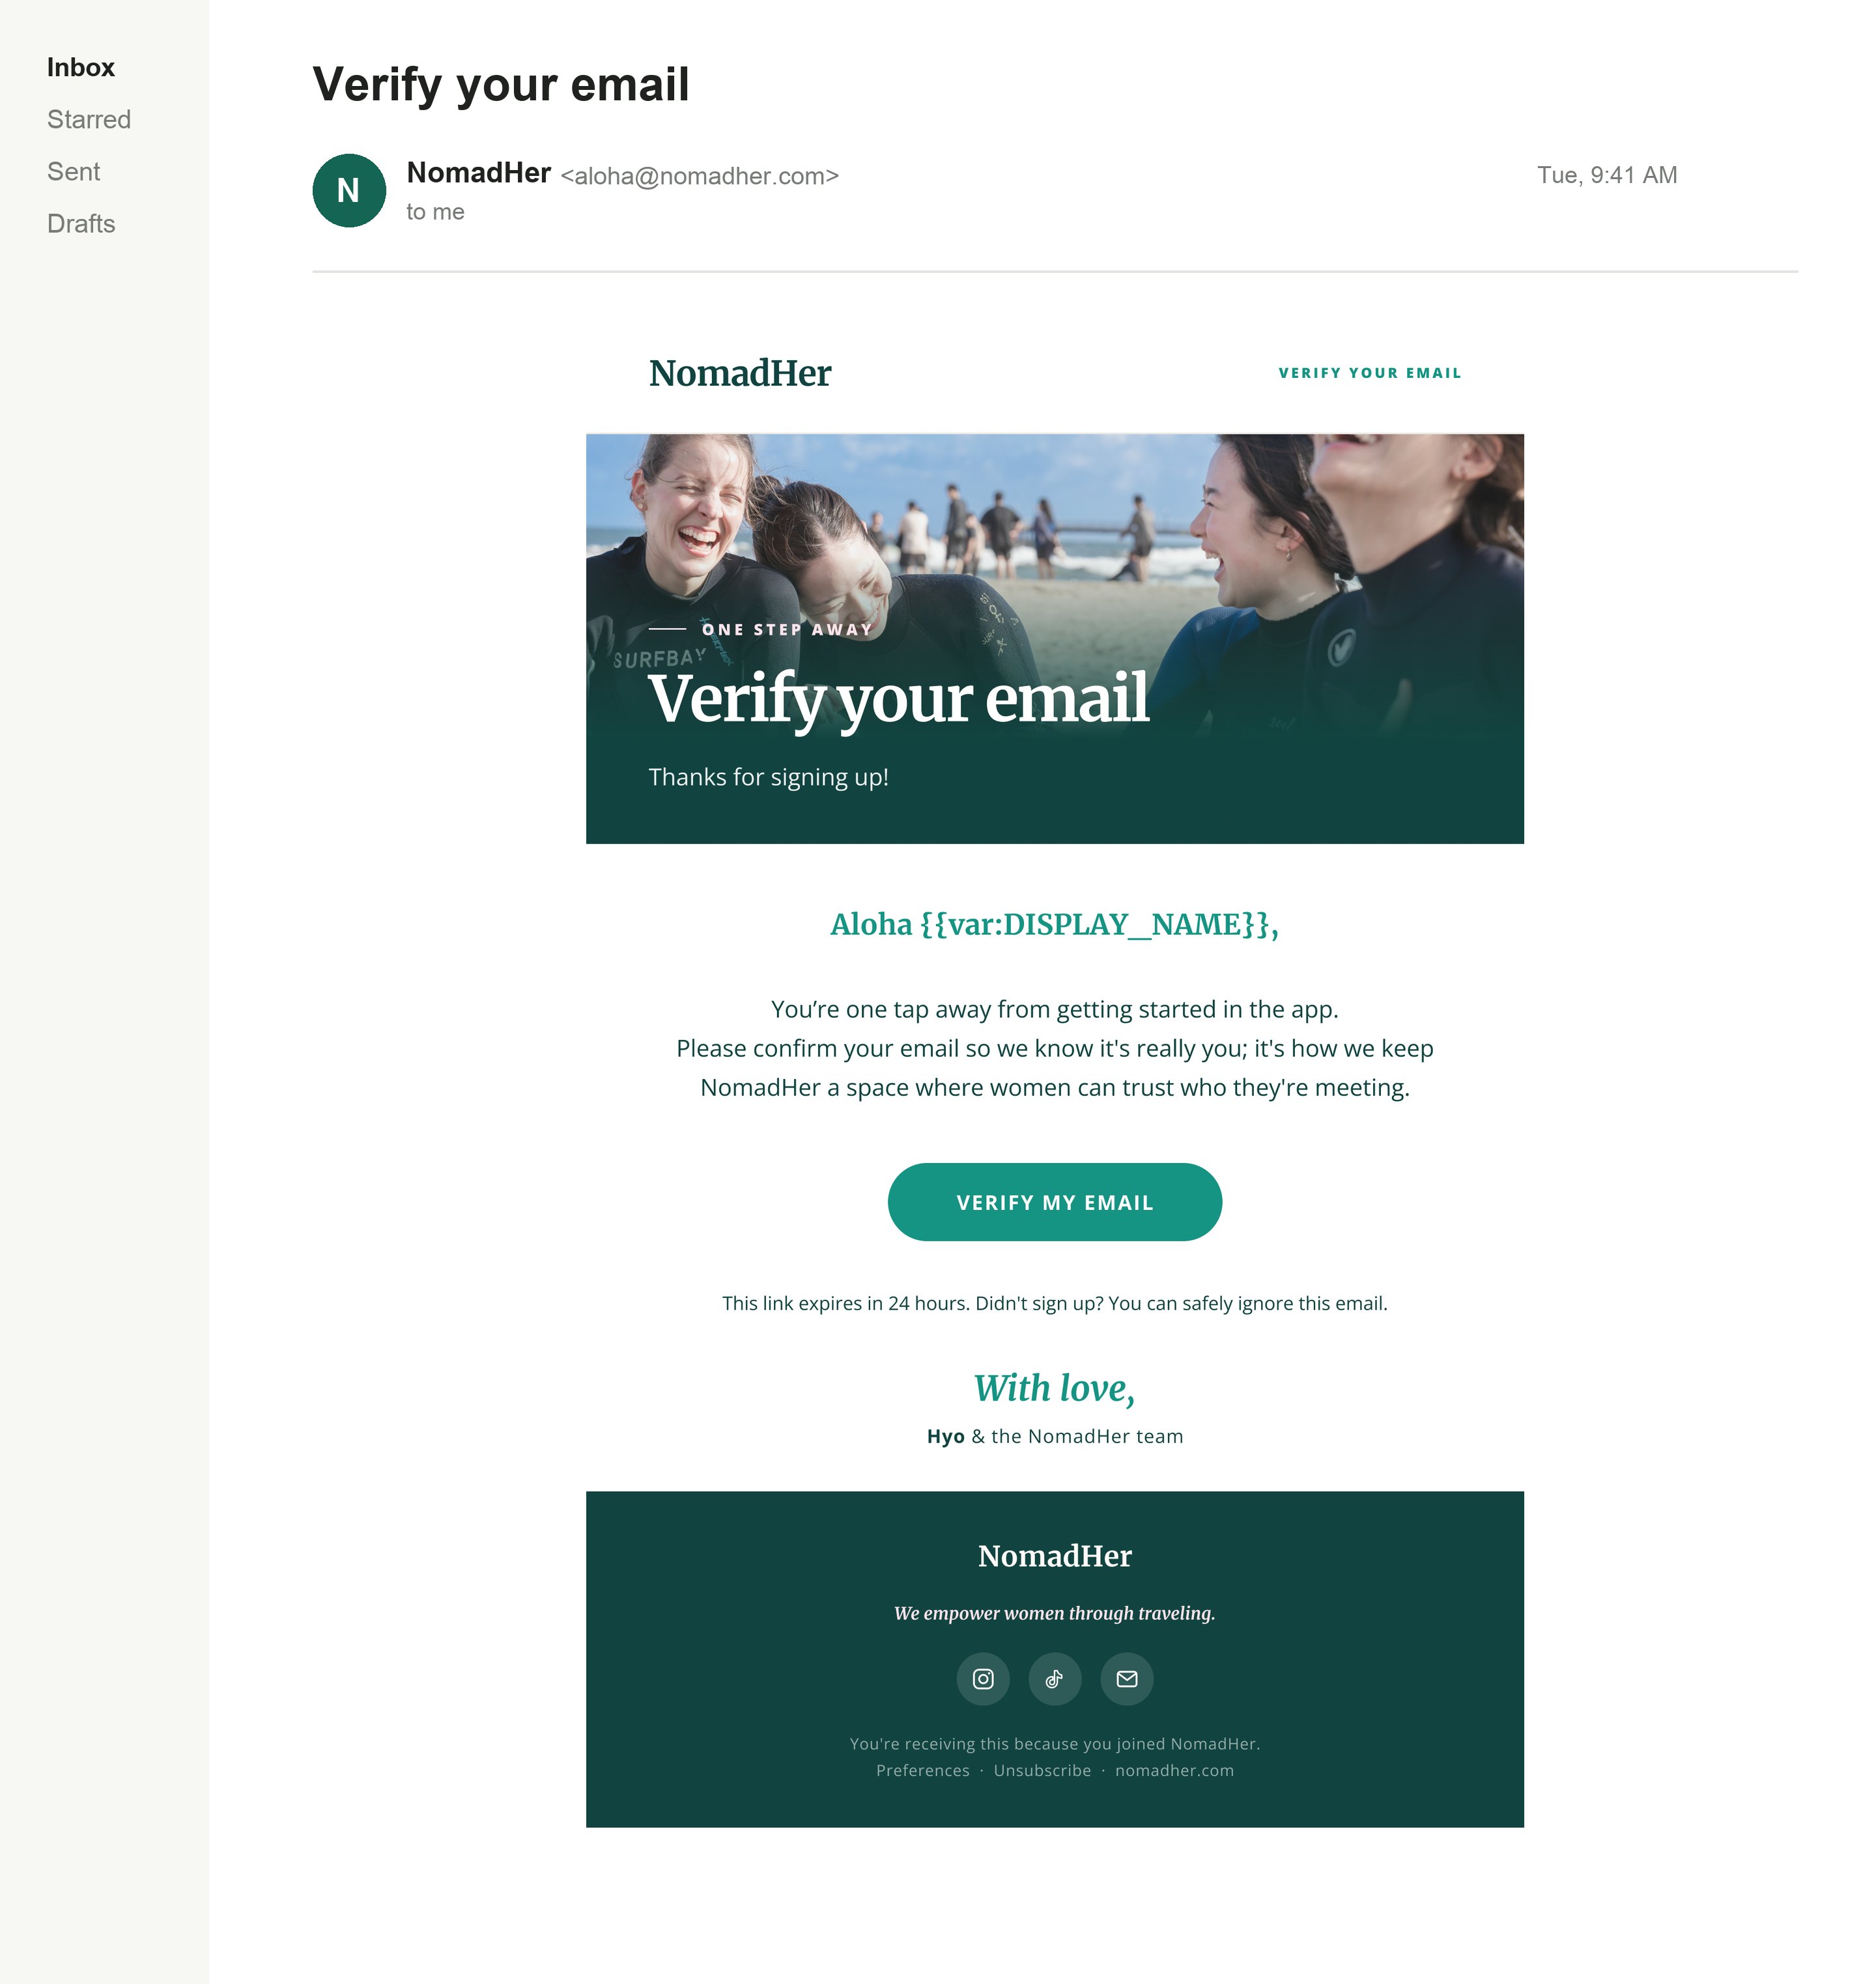 Inbox
Starred
Sent
Drafts
Verify your email
N
NomadHer <aloha@nomadher.com>
Tue, 9:41 AM
to me
NomadHer
VERIFY YOUR EMAIL
ONE STEP AWAY
SURFBAY
Verify your email
Thanks for signing up!
Aloha {{var:DISPLAY_NAME}},
You’re one tap away from getting started in the app.
Please confirm your email so we know it's really you; it's how we keep
NomadHer a space where women can trust who they're meeting.
VERIFY MY EMAIL
This link expires in 24 hours. Didn't sign up? You can safely ignore this email.
With love,
Hyo & the NomadHer team
NomadHer
We empower women through traveling.
You're receiving this because you joined NomadHer.
Preferences · Unsubscribe · nomadher.com